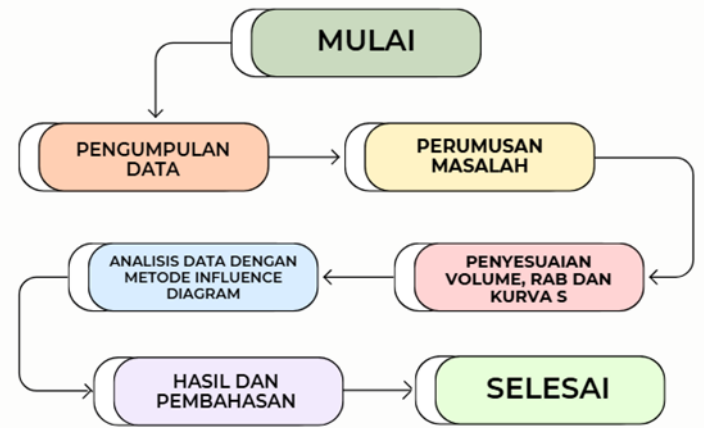 MULAI
PENGUMPULAN
DATA
PERUMUSAN
MASALAH
PENYESUAIAN
VOLUME, RAB DAN
KURVA S
ANALISIS DATA DENGAN
METODE INFLUENCE
DIAGRAM
HASIL DAN
PEMBAHASAN
SELESAI